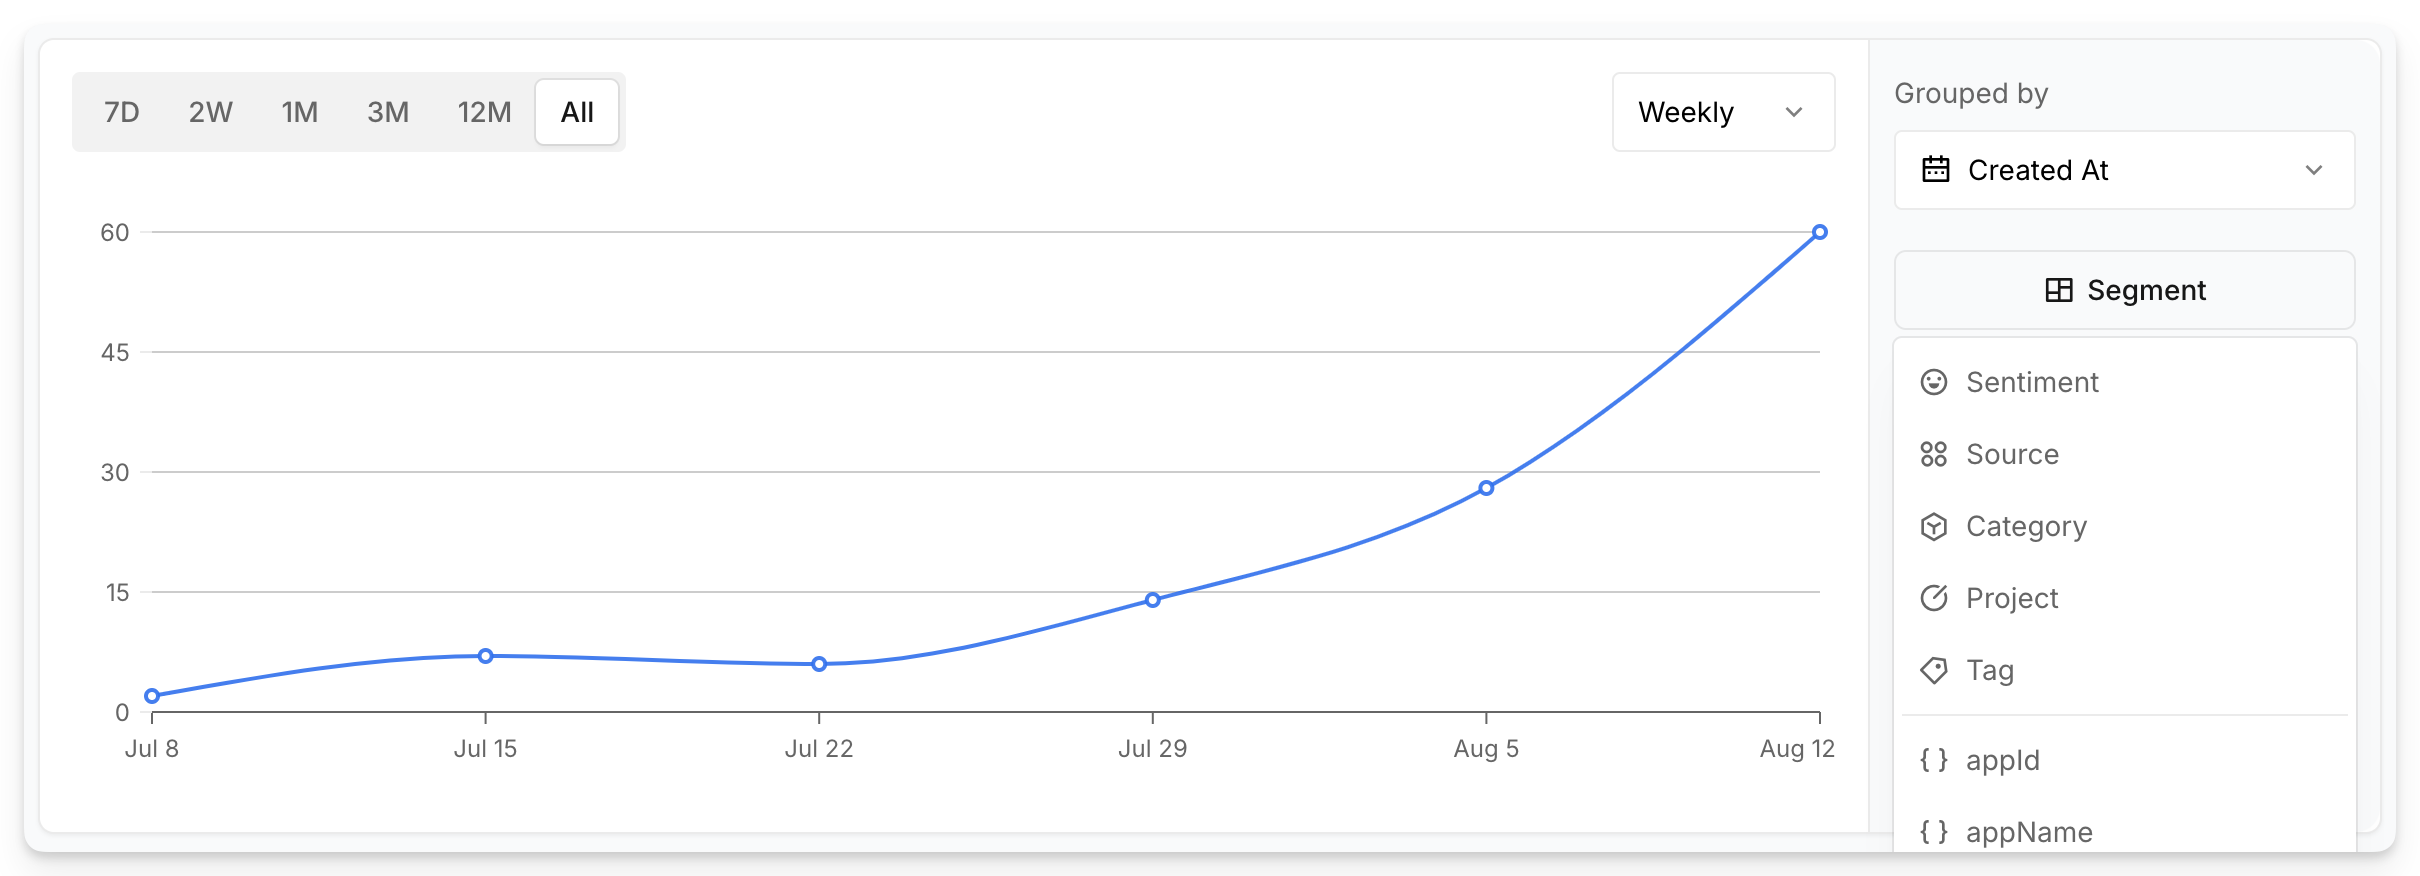 7D 2W 1M 3M 12M All
Weekly
60
45
30
15
0
Jul 8 Jul 15 Jul 22 Jul 29 Aug 5 Aug 12
Grouped by
Created At
Segment
Sentiment
Source
Category
Project
Tag
{ } appId
{ } appName